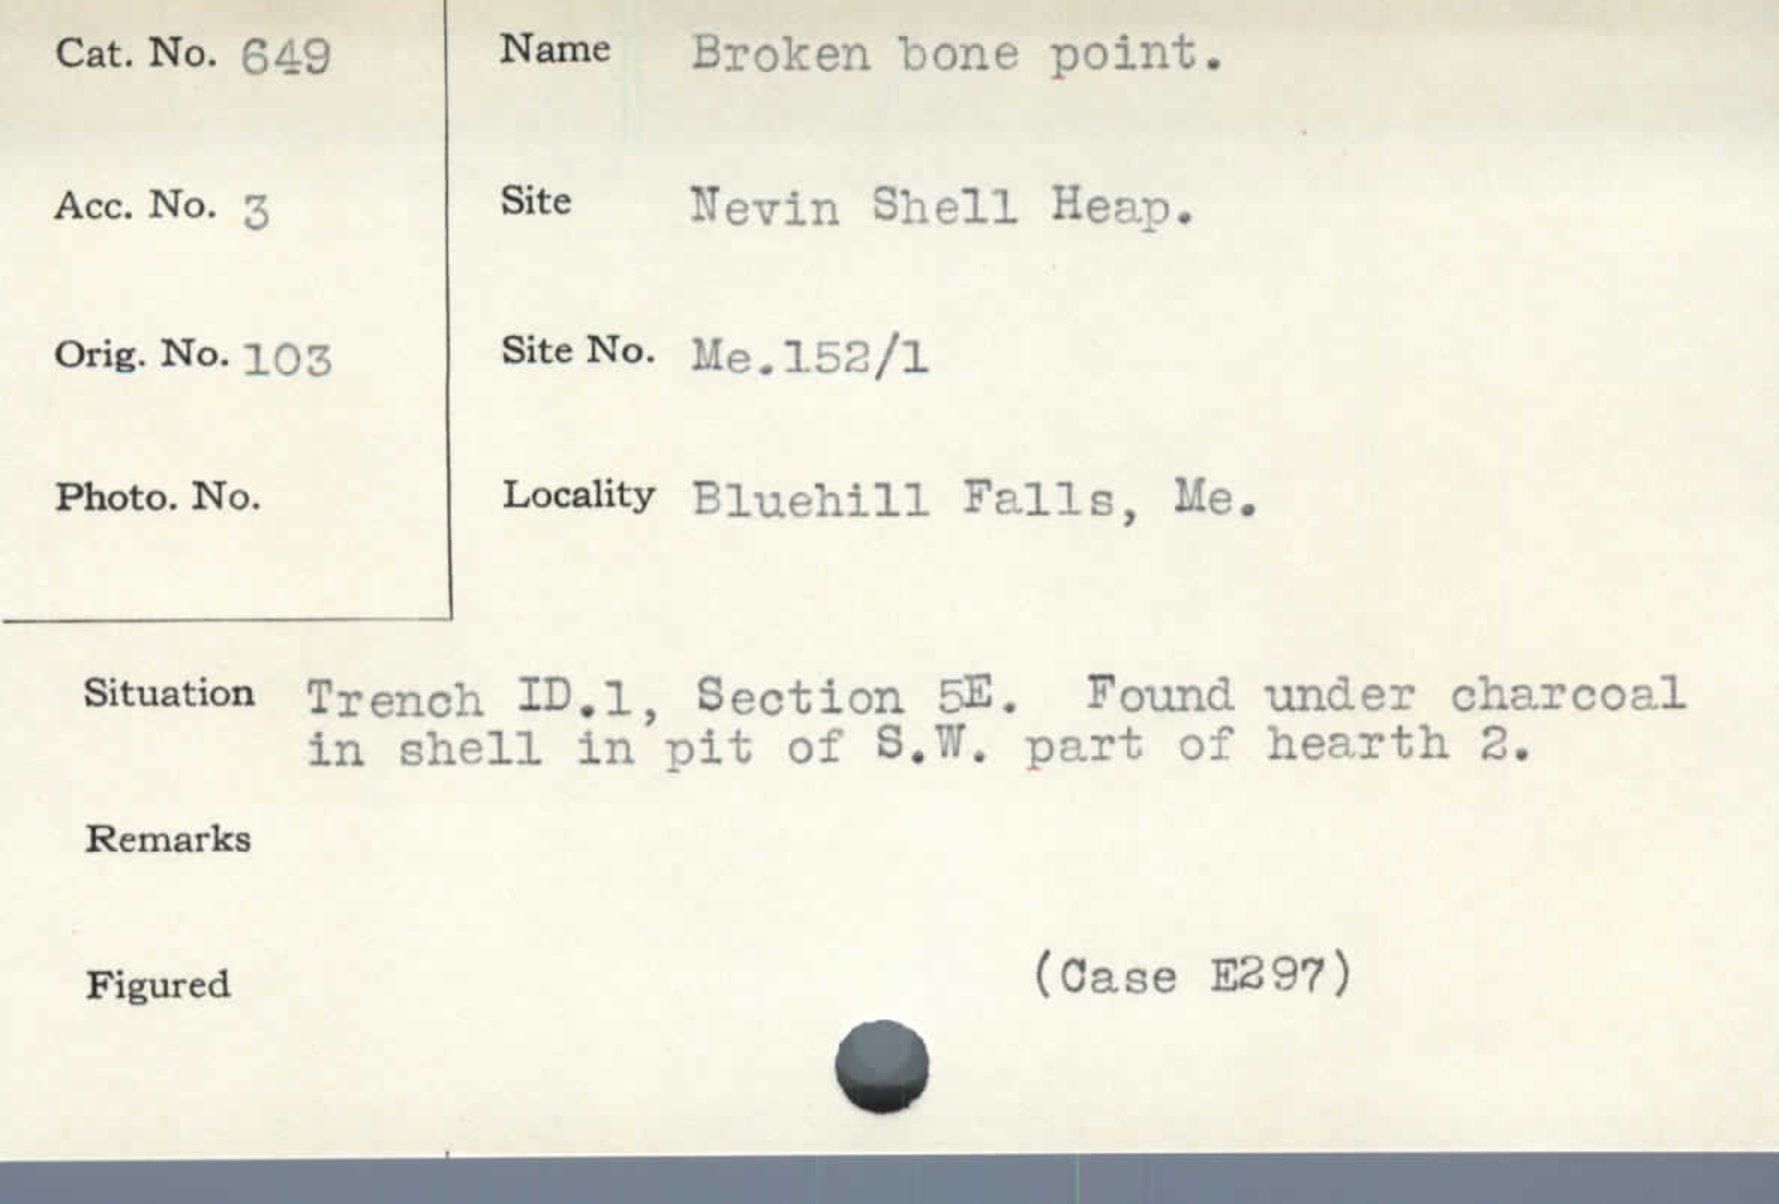 Cat. No. 649 Name Broken bone point.
Acc. No. 3 Site Nevin Shell Heap.
Orig. No. 103 Site No. Me.152/1
Photo. No. Locality Bluehill Falls, Me.
Situation Trench ID.1, Section 5E. Found under charcoal
in shell in pit of S.W. part of hearth 2.
Remarks
Figured (Case E297)